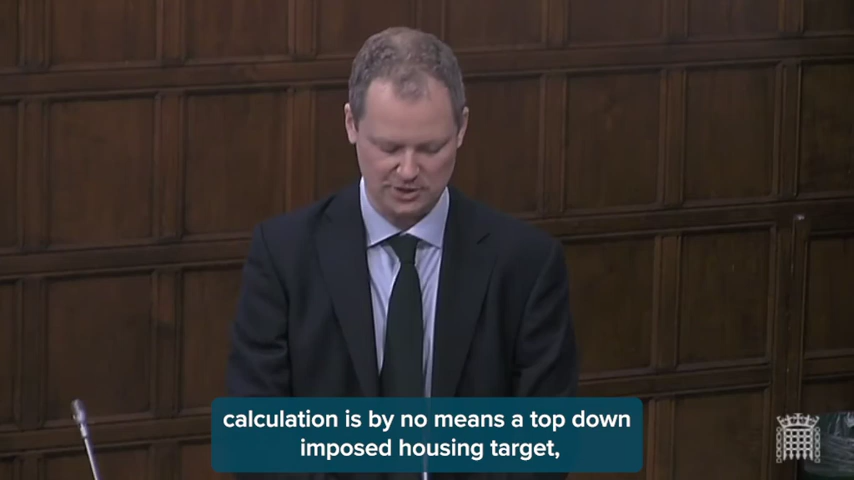 calculation is by no means a top down
imposed housing target,